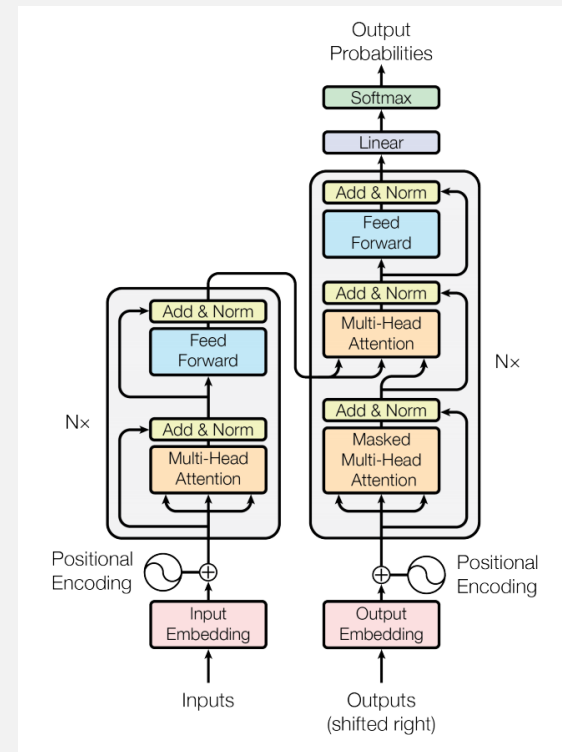 Output
Probabilities
Softmax
Linear
Add & Norm
Feed
Forward
Add & Norm
Multi-Head
Attention
Nx
Add & Norm
Masked
Multi-Head
Attention
Positional
Encoding
Output
Embedding
Outputs
(shifted right)
Add & Norm
Feed
Forward
Nx
Add & Norm
Multi-Head
Attention
Positional
Encoding
Input
Embedding
Inputs